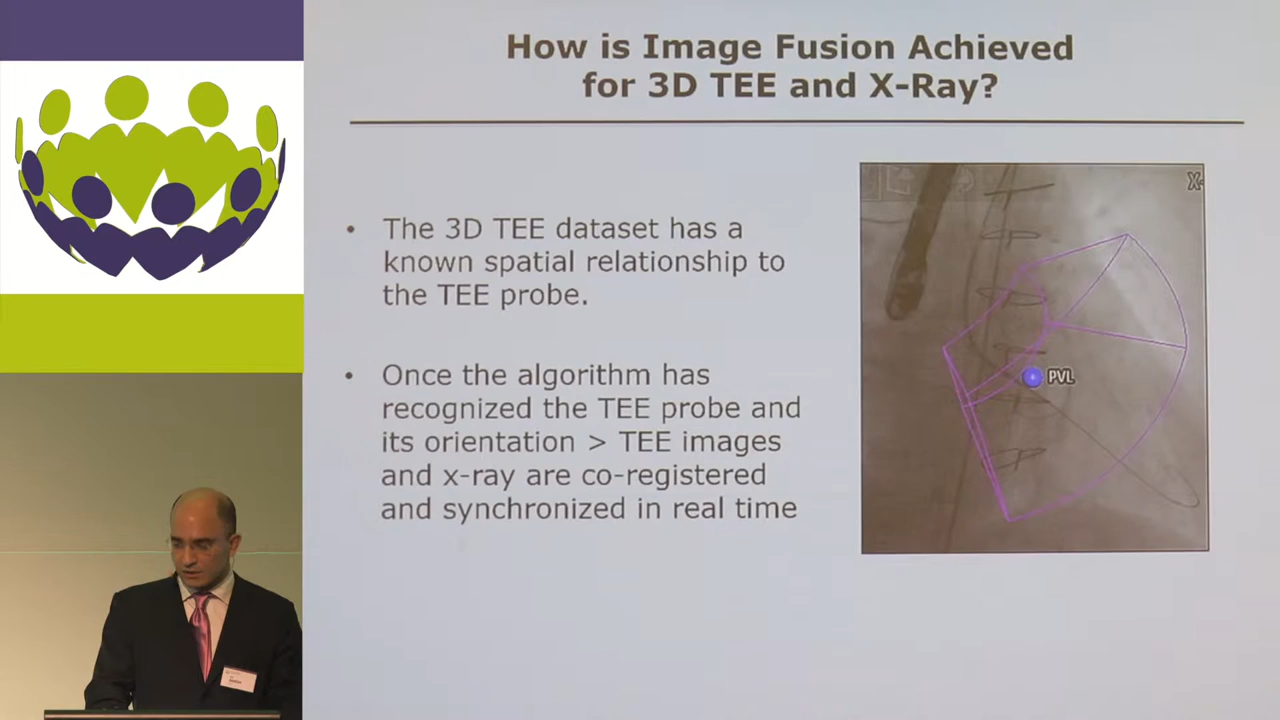 How is Image Fusion Achieved
for 3D TEE and X-Ray?
• The 3D TEE dataset has a
known spatial relationship to
the TEE probe.
• Once the algorithm has
recognized the TEE probe and
its orientation > TEE images
and x-ray are co-registered
and synchronized in real time
X-
PVL